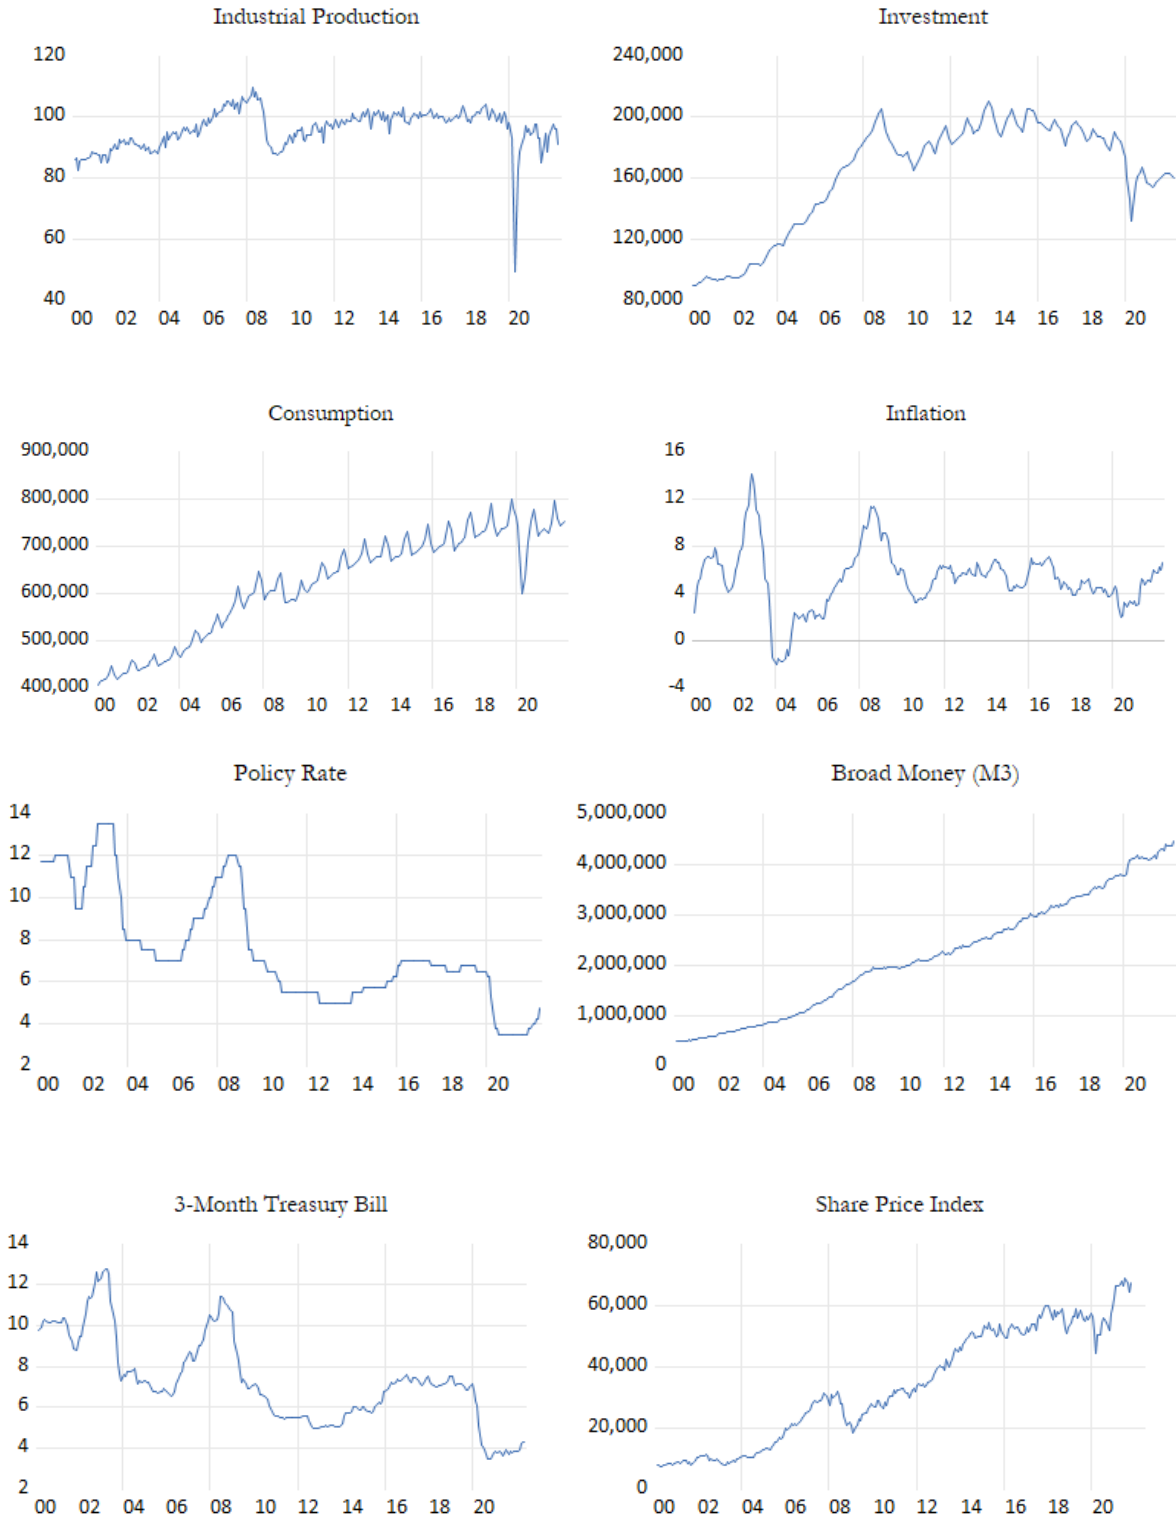 Industrial Production
120
100
80
60
40
00 02 04 06 08 10 12 14 16 18 20
Investment
240,000
200,000
160,000
120,000
80,000
00 02 04 06 08 10 12 14 16 18 20
Consumption
900,000
800,000
700,000
600,000
500,000
400,000
00 02 04 06 08 10 12 14 16 18 20
Inflation
16
12
8
4
0
-4
00 02 04 06 08 10 12 14 16 18 20
Policy Rate
14
12
10
8
6
4
2
00 02 04 06 08 10 12 14 16 18 20
Broad Money (M3)
5,000,000
4,000,000
3,000,000
2,000,000
1,000,000
0
00 02 04 06 08 10 12 14 16 18 20
3-Month Treasury Bill
14
12
10
8
6
4
2
00 02 04 06 08 10 12 14 16 18 20
Share Price Index
80,000
60,000
40,000
20,000
0
00 02 04 06 08 10 12 14 16 18 20